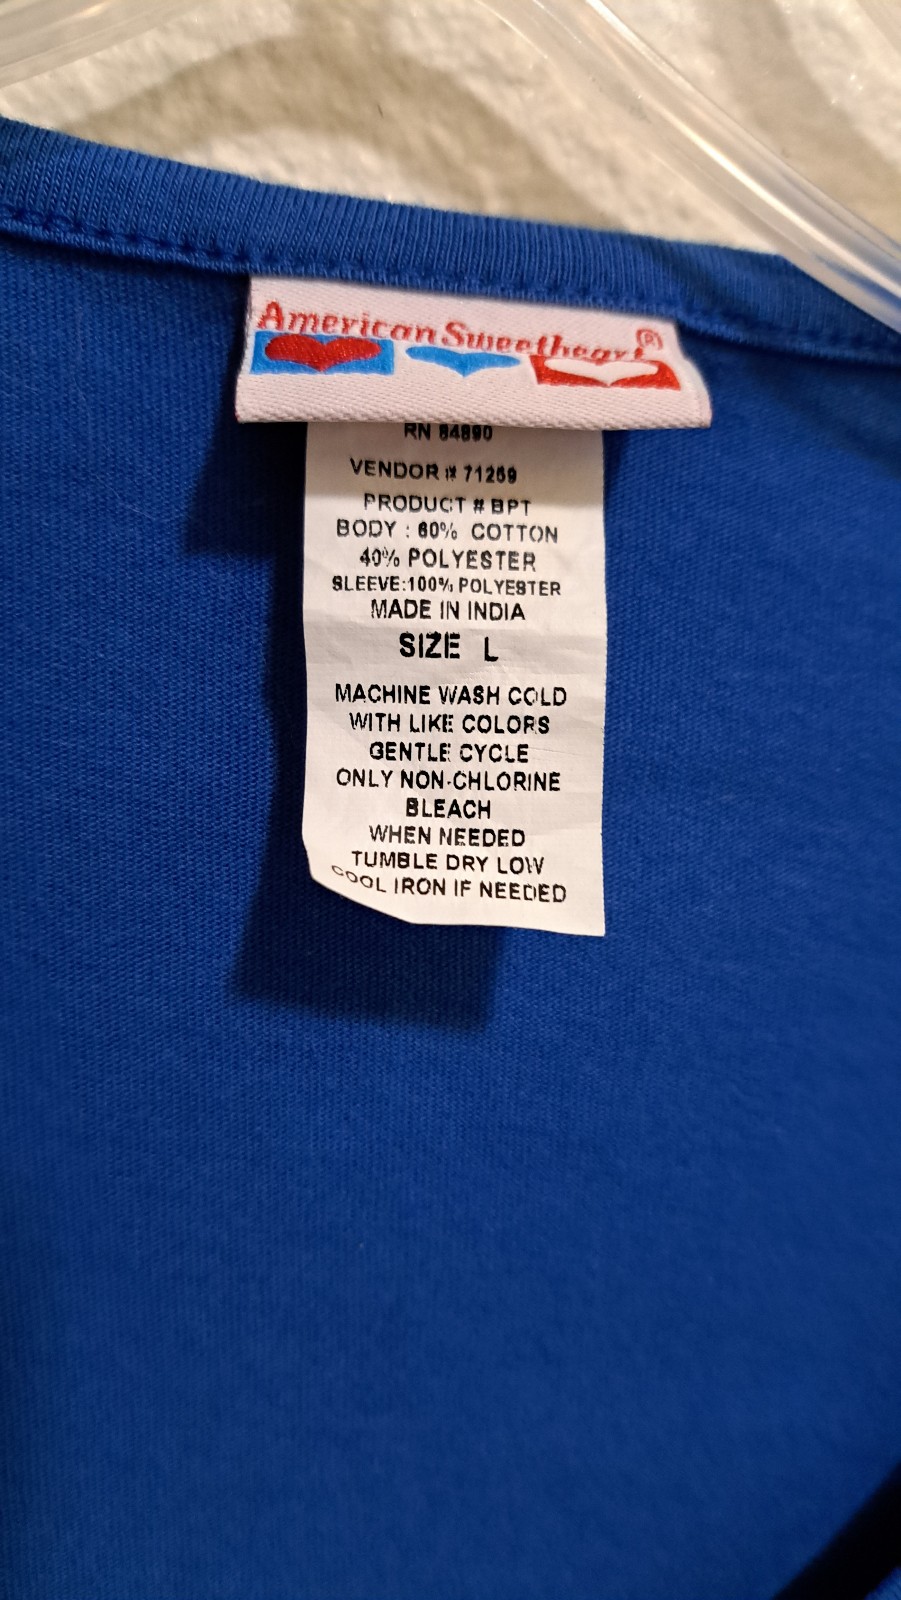 American Sweetheart®
RN 84890
VENDOR # 71269
PRODUCT # BPT
BODY : 60% COTTON
40% POLYESTER
SLEEVE:100% POLYESTER
MADE IN INDIA
SIZE L
MACHINE WASH COLD
WITH LIKE COLORS
GENTLE CYCLE
ONLY NON-CHLORINE
BLEACH
WHEN NEEDED
TUMBLE DRY LOW
COOL IRON IF NEEDED